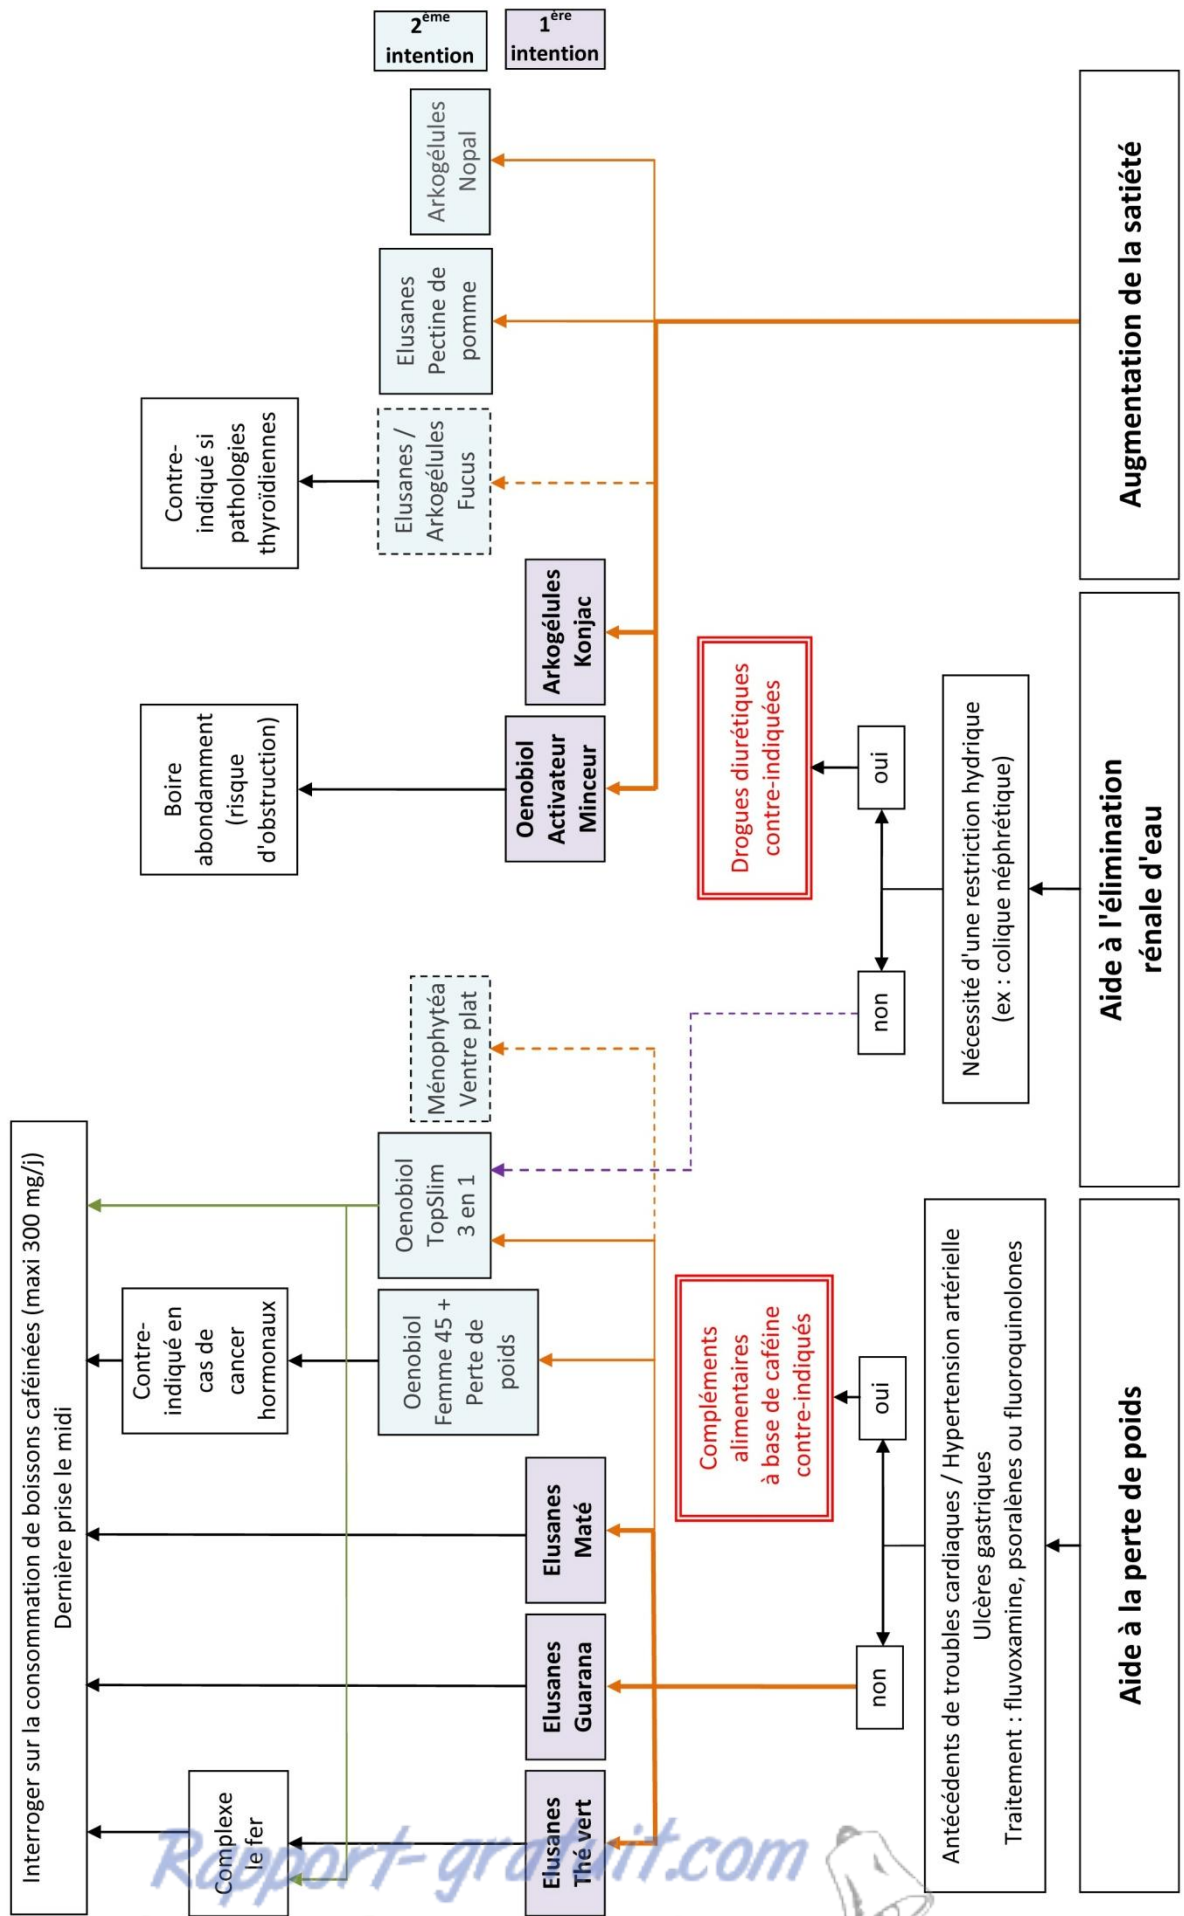 2ème
intention
1ère
intention
Arkogélules
Nopal
Elusanes
Pectine de
pomme
Contre-
indiqué si
pathologies
thyroïdiennes
Elusanes /
Arkogélules
Fucus
Arkogélules
Konjac
Boire
abondamment
(risque
d'obstruction)
Oenobiol
Activateur
Minceur
Augmentation de la satiété
Drogues diurétiques
contre-indiquées
oui
non
Nécessité d'une restriction hydrique
(ex : colique néphrétique)
Aide à l'élimination
rénale d'eau
Interroger sur la consommation de boissons caféinées (maxi 300 mg/j)
Dernière prise le midi
Ménophytéa
Ventre plat
Oenobiol
TopSlim
3 en 1
Contre-
indiqué en
cas de
cancer
hormonaux
Oenobiol
Femme 45 +
Perte de
poids
Elusanes
Maté
Elusanes
Guarana
Complexe
le fer
Elusanes
Thé vert
Compléments
alimentaires
à base de caféine
contre-indiqués
oui
non
Antécédents de troubles cardiaques / Hypertension artérielle
Ulcères gastriques
Traitement : fluvoxamine, psoralènes ou fluoroquinolones
Aide à la perte de poids
Rapport-gratuit.com